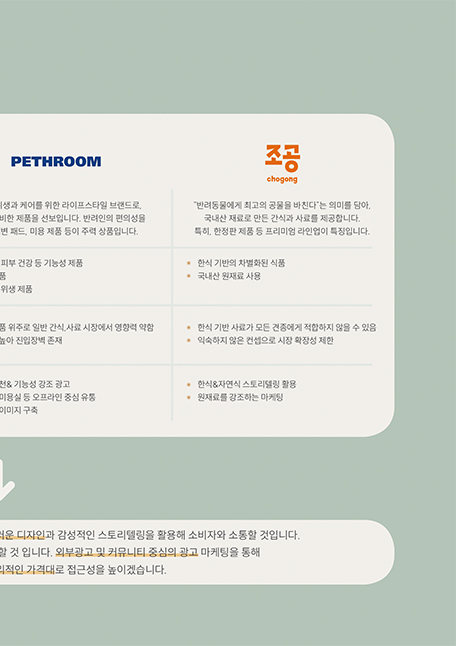 PETHROOM
조공
chogong
위생과 케어를 위한 라이프스타일 브랜드로,
비한 제품을 선보입니다. 반려인의 편의성을
변 패드, 미용 제품 등이 주력 상품입니다.
"반려동물에게 최고의 공물을 바친다"는 의미를 담아,
국내산 재료로 만든 간식과 사료를 제공합니다.
특히, 한정판 제품 등 프리미엄 라인업이 특징입니다.
피부 건강 등 기능성 제품
품
위생 제품
한식 기반의 차별화된 식품
국내산 원재료 사용
품 위주로 일반 간식,사료 시장에서 영향력 약함
높아 진입장벽 존재
한식 기반 사료가 모든 견종에게 적합하지 않을 수 있음
익숙하지 않은 컨셉으로 시장 확장성 제한
천& 기능성 강조 광고
미용실 등 오프라인 중심 유통
이미지 구축
한식&자연식 스토리텔링 활용
원재료를 강조하는 마케팅
러운 디자인과 감성적인 스토리텔링을 활용해 소비자와 소통할 것입니다.
할 것 입니다. 외부광고 및 커뮤니티 중심의 광고 마케팅을 통해
적인 가격대로 접근성을 높이겠습니다.